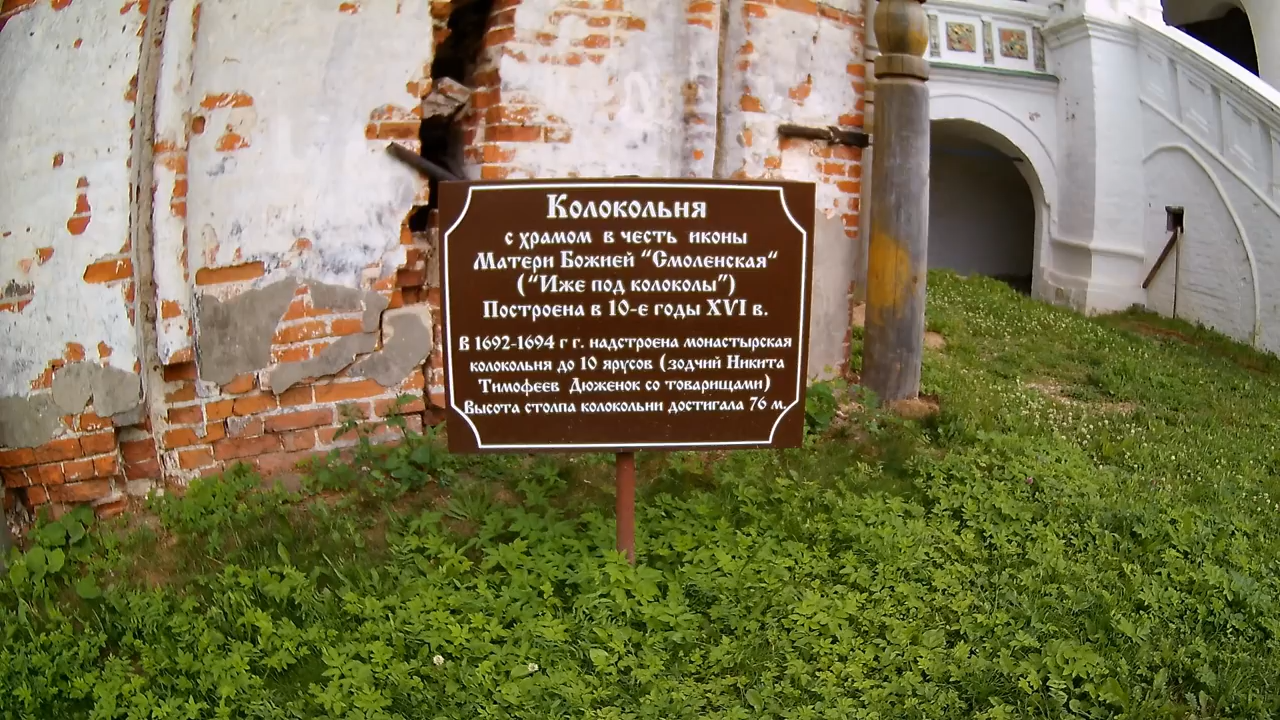 Колокольня
с храмом в честь иконы
Матери Божией “Смоленская“
(“Иже под колоколы”)
Построена в 10-е годы XVI в.
В 1692-1694 г г. надстроена монастырская
колокольня до 10 ярусов (зодчий Никита
Тимофеев Дюженок со товарищами)
Высота столпа колокольни достигала 76 м.